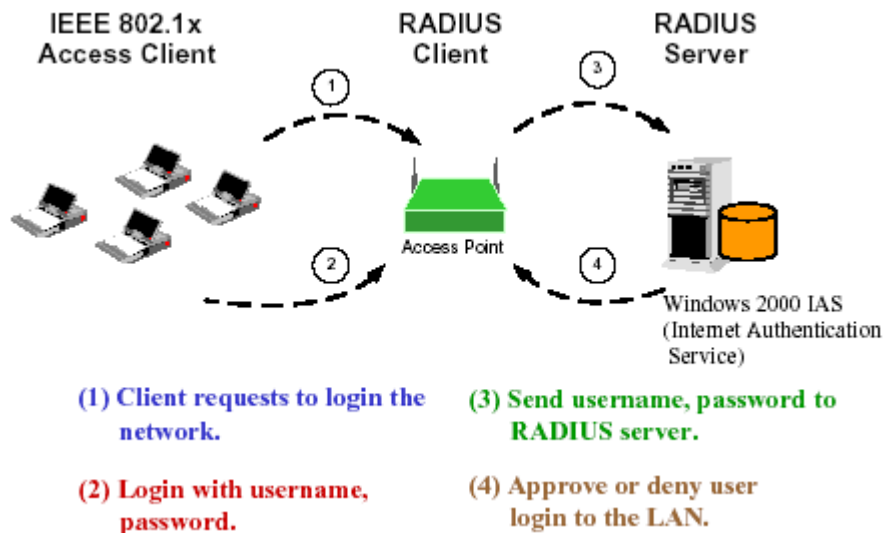 IEEE 802.1x
Access Client
RADIUS
Client
RADIUS
Server
1
3
Access Point
2
4
Windows 2000 IAS
(Internet Authentication
Service)
(1) Client requests to login the
network.
(2) Login with username,
password.
(3) Send username, password to
RADIUS server.
(4) Approve or deny user
login to the LAN.